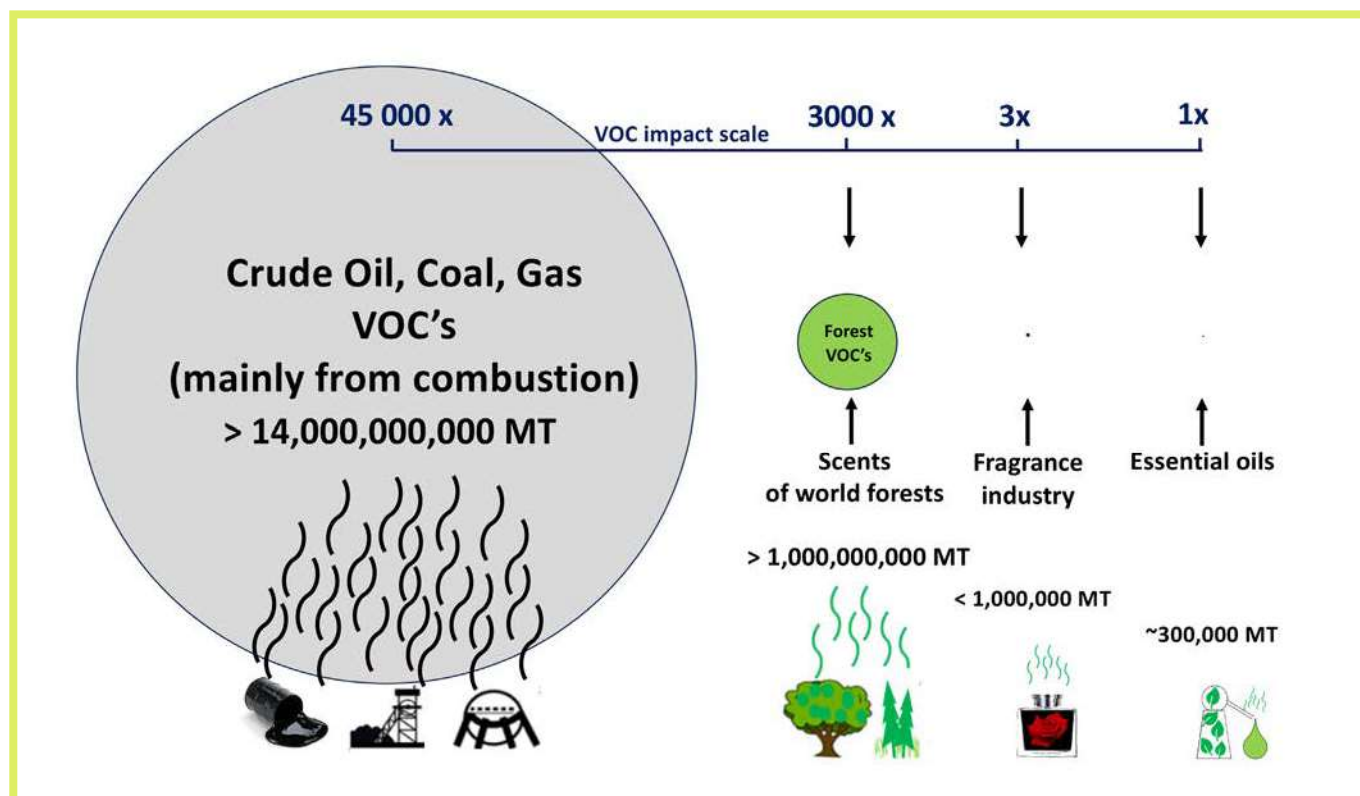 45 000 x
VOC impact scale
3000 x
3x
1x
Crude Oil, Coal, Gas
VOC’s
(mainly from combustion)
> 14,000,000,000 MT
Forest
VOC’s
Scents
of world forests
> 1,000,000,000 MT
Fragrance
industry
< 1,000,000 MT
Essential oils
~300,000 MT